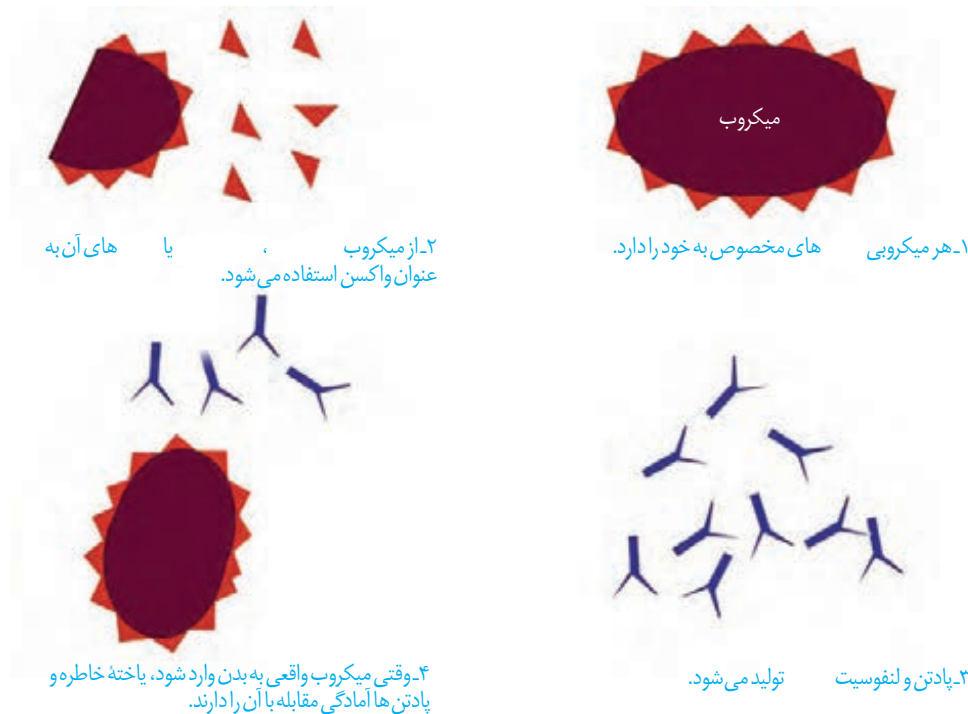 میکروب
۱ـ هر میکروبی های مخصوص به خود را دارد.
۲ـ از میکروب ، یا های آن به
عنوان واکسن استفاده می‌شود.
۳ـ پادتن و لنفوسیت تولید می‌شود.
۴ـ وقتی میکروب واقعی به بدن وارد شود، یاختهٔ خاطره و
پادتن‌ها آمادگی مقابله با آن را دارند.